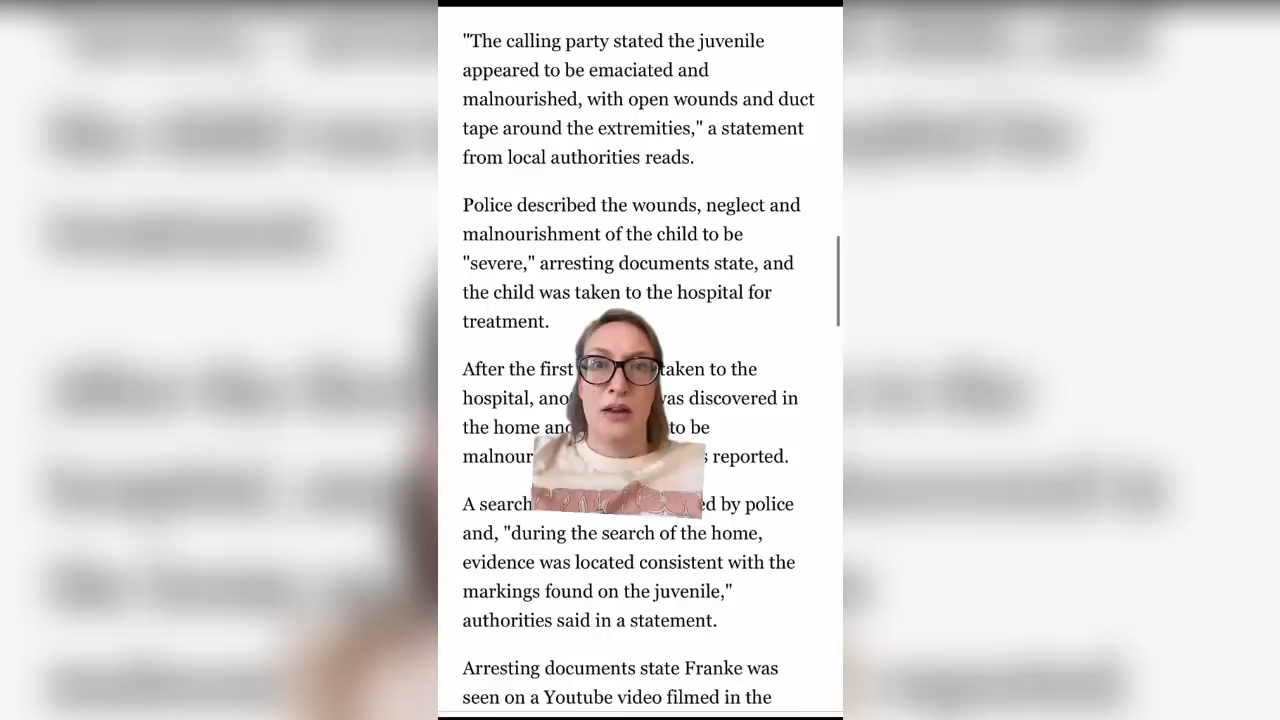 "The calling party stated the juvenile
appeared to be emaciated and
malnourished, with open wounds and duct
tape around the extremities," a statement
from local authorities reads.
Police described the wounds, neglect and
malnourishment of the child to be
"severe," arresting documents state, and
the child was taken to the hospital for
treatment.
After the first taken to the
hospital, was discovered in
the home to be
reported.
A search by police
and, "during the search of the home,
evidence was located consistent with the
markings found on the juvenile,"
authorities said in a statement.
Arresting documents state Franke was
seen on a Youtube video filmed in the